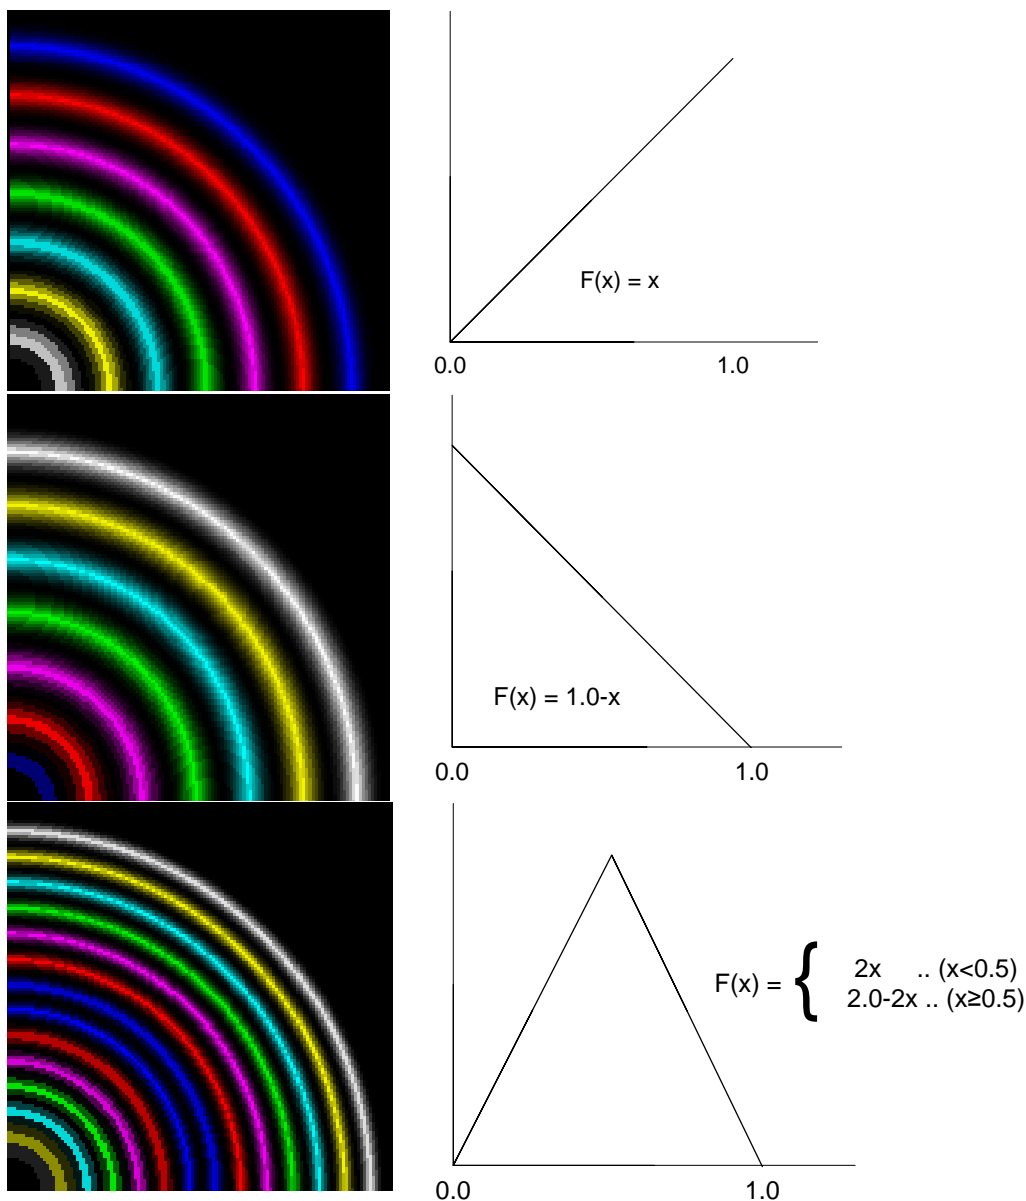 F(x) = x
0.0 1.0
F(x) = 1.0-x
0.0 1.0
F(x) = { 2x .. (x<0.5)
2.0-2x .. (x≥0.5)
0.0 1.0